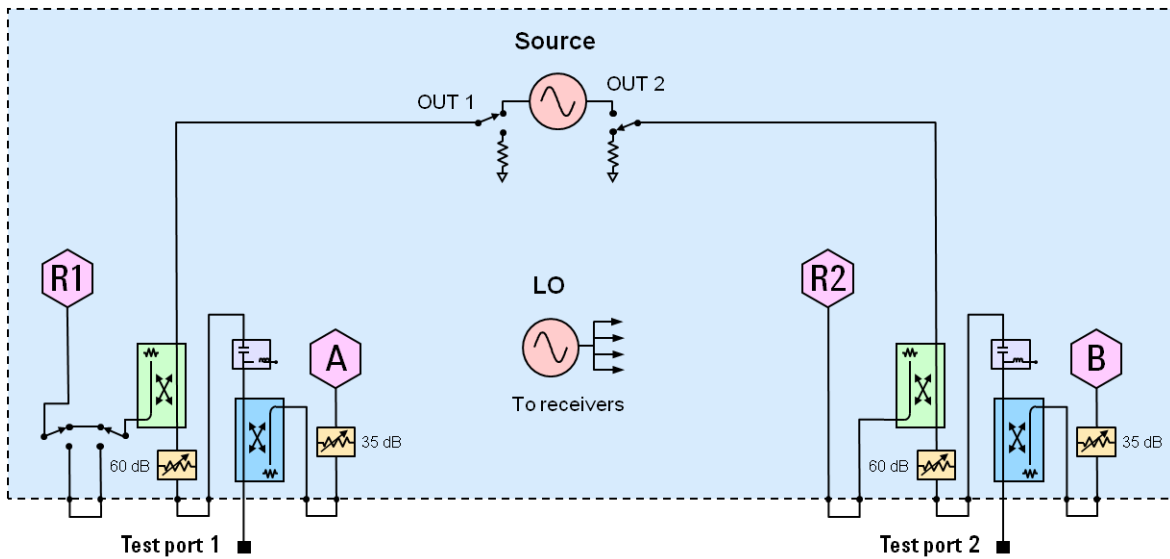 Source
OUT 1
OUT 2
R1
LO
R2
A
B
To receivers
60 dB
35 dB
60 dB
35 dB
Test port 1
Test port 2